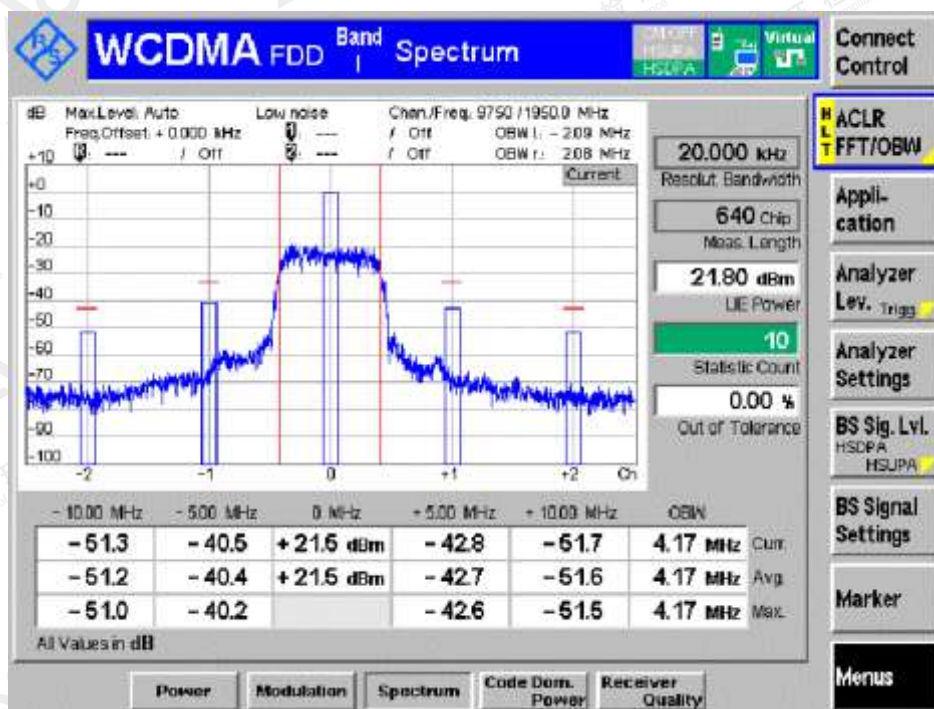 WCDMA FDD Band I Spectrum
HSUPA
HSDPA
Virtual
Connect Control
dB Max.Level: Auto Low noise Chan./Freq.: 9750 / 1950.0 MHz
Freq.Offset: + 0.000 kHz --- / Off OBW l.: - 2.09 MHz
--- / Off --- / Off OBW r.: 2.08 MHz
Current
+10
+0
-10
-20
-30
-40
-50
-60
-70
-90
-100
-2 -1 0 +1 +2 Ch
20.000 kHz
Resolut. Bandwidth
640 Chip
Meas. Length
21.80 dBm
UE Power
10
Statistic Count
0.00 %
Out of Tolerance
HLT
ACLR
FFT/OBW
Appli-
cation
Analyzer
Lev. Trigg.
Analyzer
Settings
BS Sig. Lvl.
HSDPA
HSUPA
BS Signal
Settings
Marker
Menus
- 10.00 MHz - 5.00 MHz 0 MHz + 5.00 MHz + 10.00 MHz OBW
- 51.3 - 40.5 + 21.5 dBm - 42.8 - 51.7 4.17 MHz Curr.
- 51.2 - 40.4 + 21.5 dBm - 42.7 - 51.6 4.17 MHz Avg.
- 51.0 - 40.2 - 42.6 - 51.5 4.17 MHz Max.
All Values in dB
Power Modulation Spectrum Code Dom. Power Receiver Quality